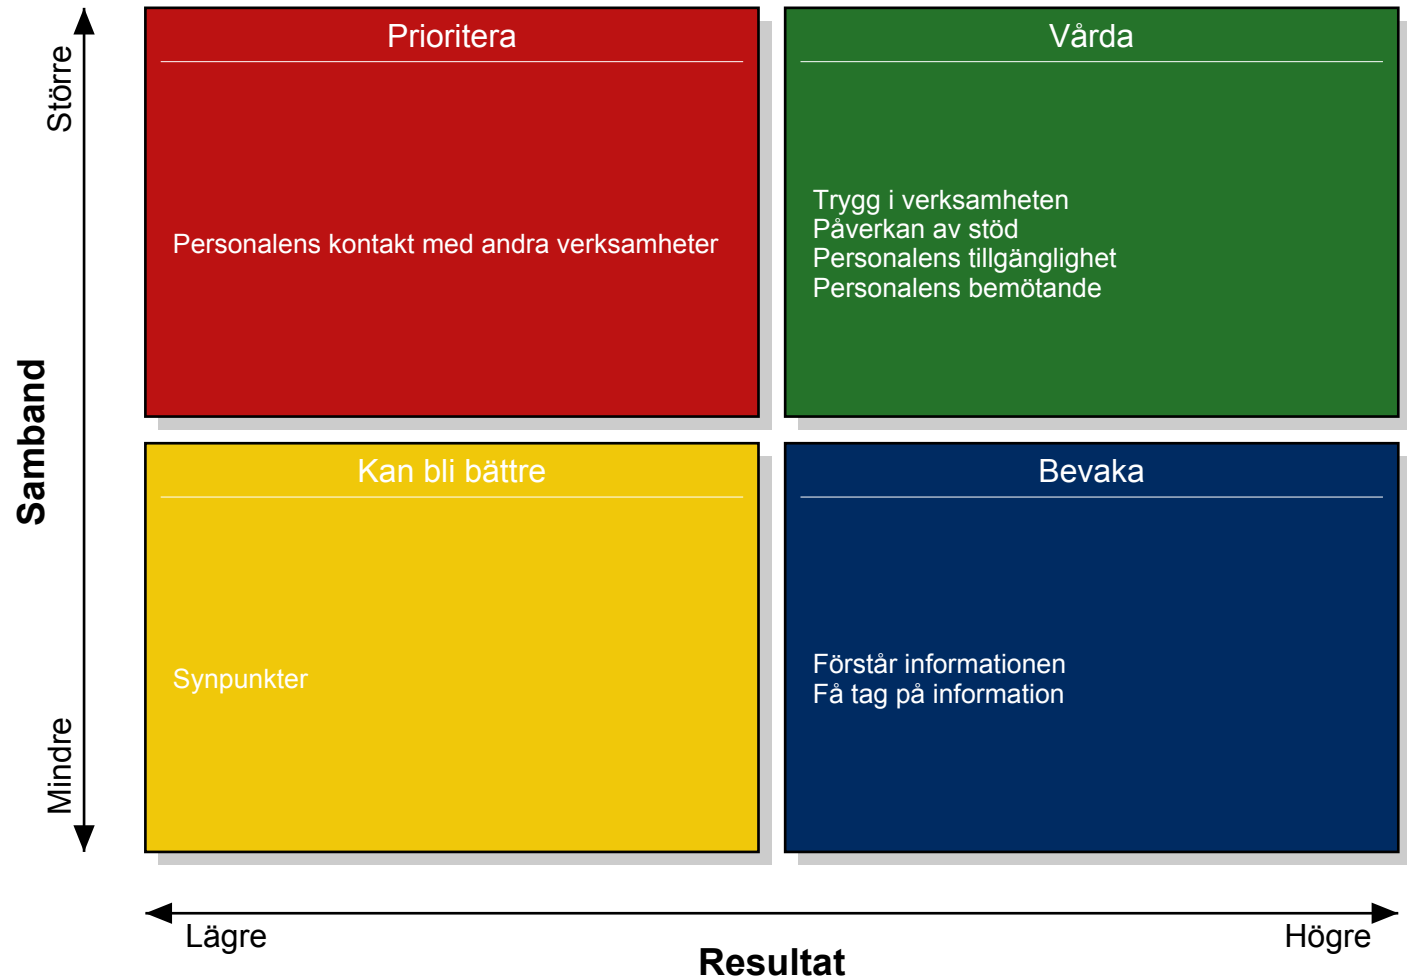 Större
Samband
Mindre
Prioritera
Personalens kontakt med andra verksamheter
Vårda
Trygg i verksamheten
Påverkan av stöd
Personalens tillgänglighet
Personalens bemötande
Kan bli bättre
Synpunkter
Bevaka
Förstår informationen
Få tag på information
Lägre
Resultat
Högre